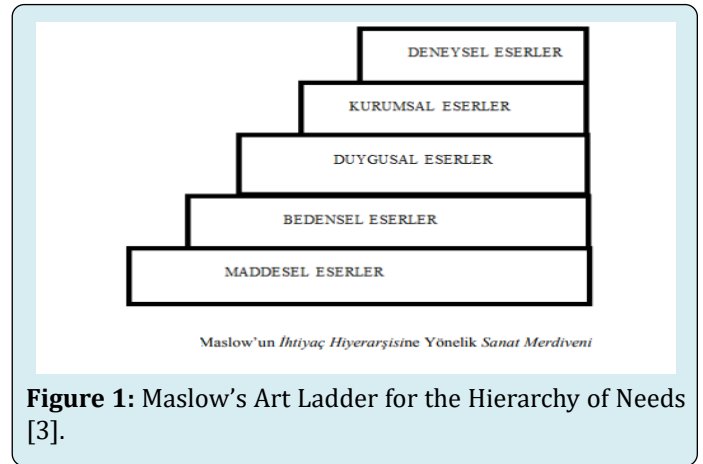 DENEYSEL ESERLER
KURUMSAL ESERLER
DUYGUSAL ESERLER
BEDENSEL ESERLER
MADDESEL ESERLER
Maslow'un İhtiyaç Hiyerarşisine Yönelik Sanat Merdiveni
Figure 1: Maslow's Art Ladder for the Hierarchy of Needs
[3].